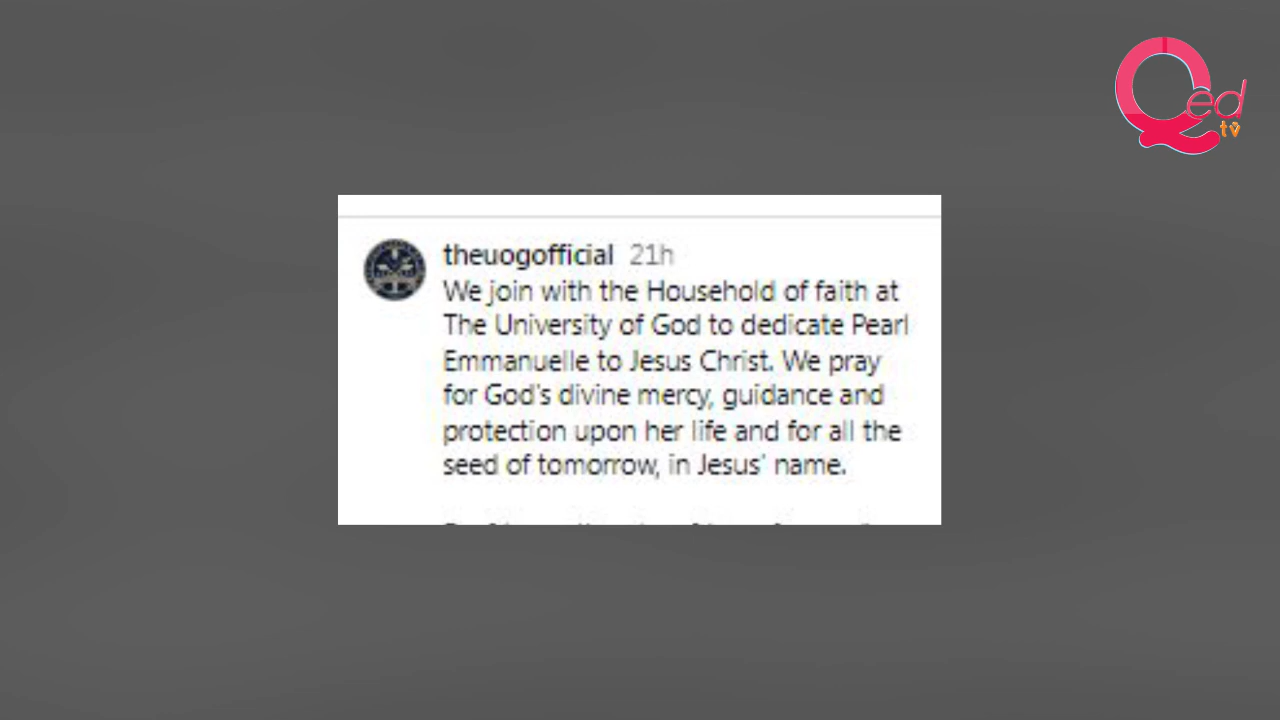 Qed
tv
theuogofficial 21h
We join with the Household of faith at
The University of God to dedicate Pearl
Emmanuelle to Jesus Christ. We pray
for God's divine mercy, guidance and
protection upon her life and for all the
seed of tomorrow, in Jesus' name.